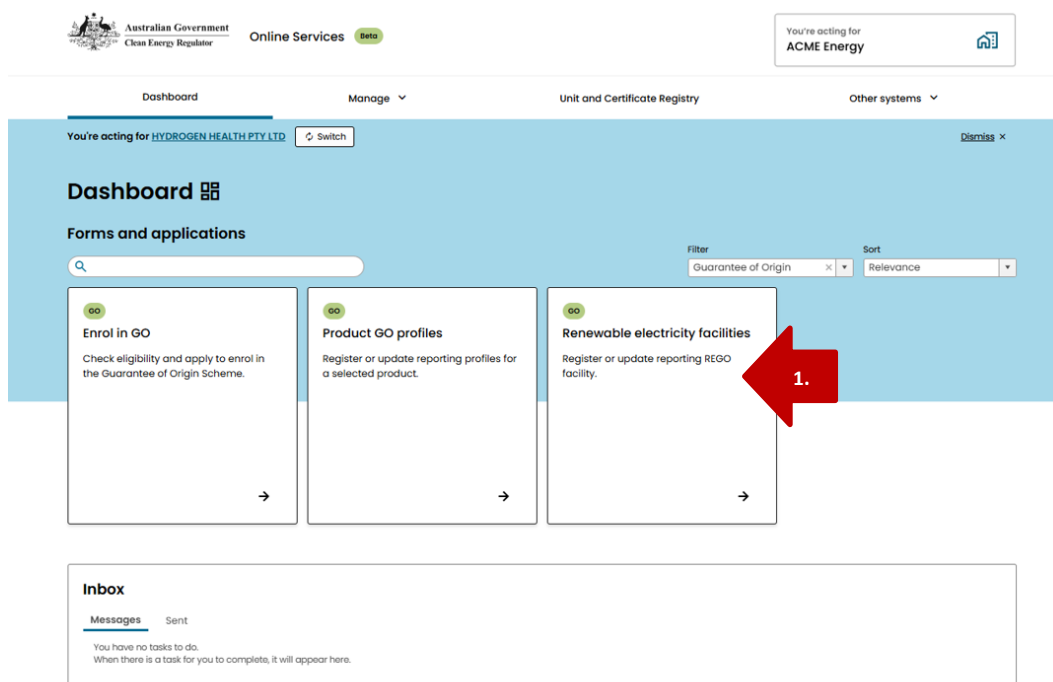 Australian Government
Clean Energy Regulator
Online Services Beta
You're acting for
ACME Energy
Dashboard Manage Unit and Certificate Registry Other systems
You're acting for HYDROGEN HEALTH PTY LTD Switch Dismiss ×
Dashboard
Forms and applications
Filter Sort
Guarantee of Origin × Relevance
GO
Enrol in GO
Check eligibility and apply to enrol in
the Guarantee of Origin Scheme.
GO
Product GO profiles
Register or update reporting profiles for
a selected product.
GO
Renewable electricity facilities
Register or update reporting REGO
facility.
1.
Inbox
Messages Sent
You have no tasks to do.
When there is a task for you to complete, it will appear here.